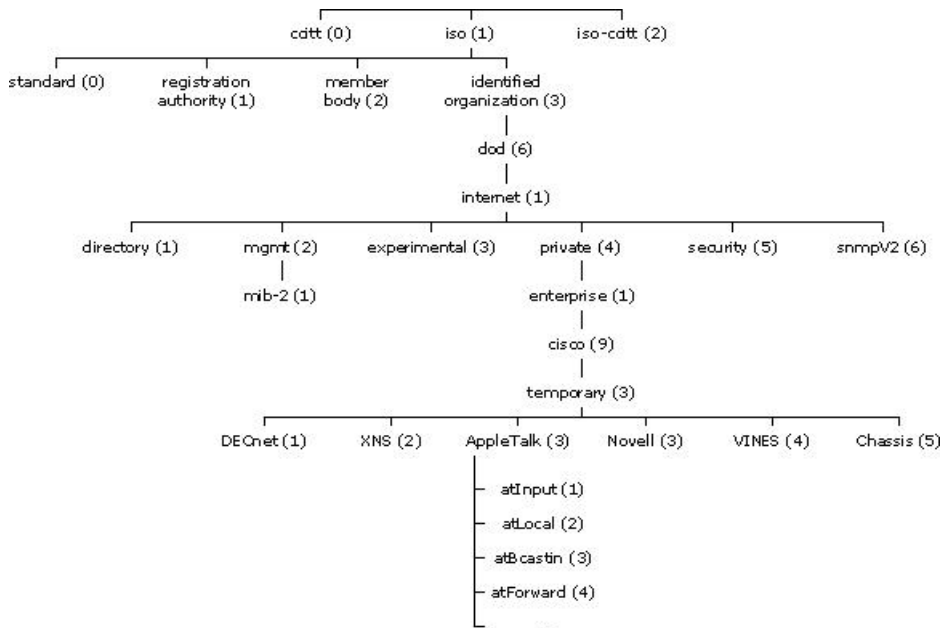 ccitt (0) iso (1) iso-ccitt (2)
standard (0) registration member identified
authority (1) body (2) organization (3)
dod (6)
internet (1)
directory (1) mgmt (2) experimental (3) private (4) security (5) snmpV2 (6)
mib-2 (1) enterprise (1)
cisco (9)
temporary (3)
DECnet (1) XNS (2) AppleTalk (3) Novell (3) VINES (4) Chassis (5)
atInput (1)
atLocal (2)
atBcastin (3)
atForward (4)